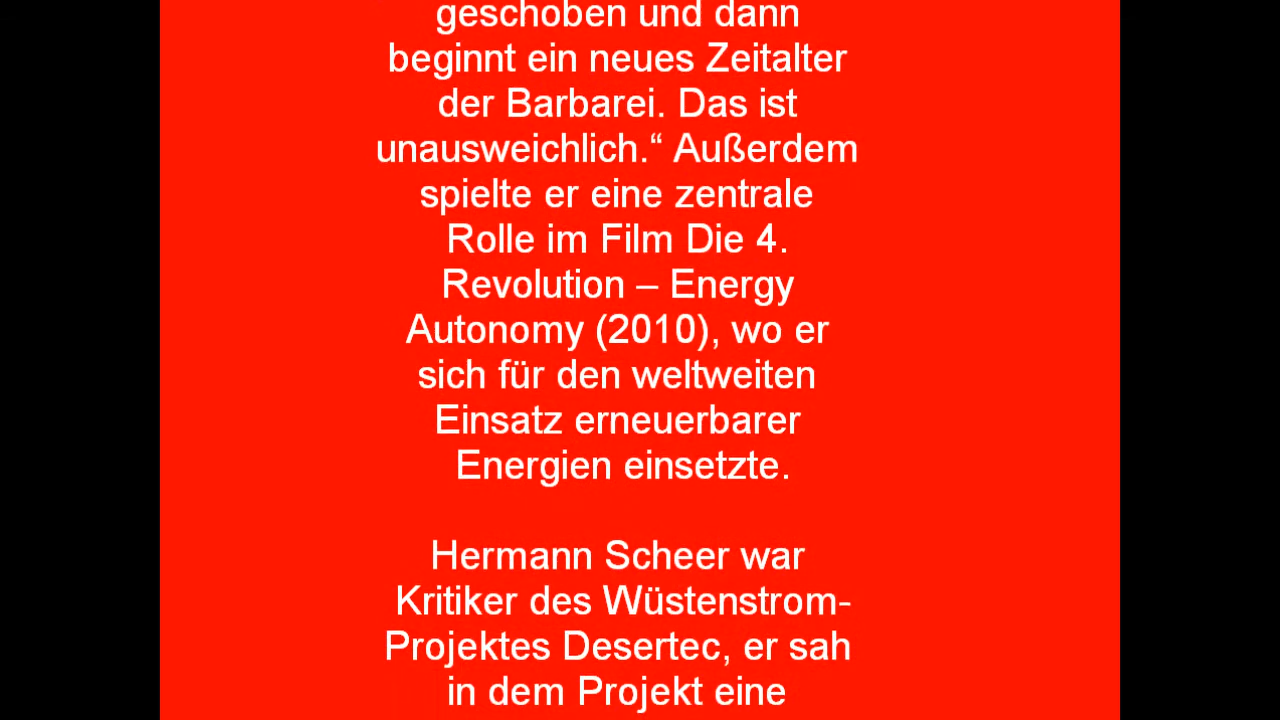 geschoben und dann
beginnt ein neues Zeitalter
der Barbarei. Das ist
unausweichlich.“ Außerdem
spielte er eine zentrale
Rolle im Film Die 4.
Revolution – Energy
Autonomy (2010), wo er
sich für den weltweiten
Einsatz erneuerbarer
Energien einsetzte.
Hermann Scheer war
Kritiker des Wüstenstrom-
Projektes Desertec, er sah
in dem Projekt eine